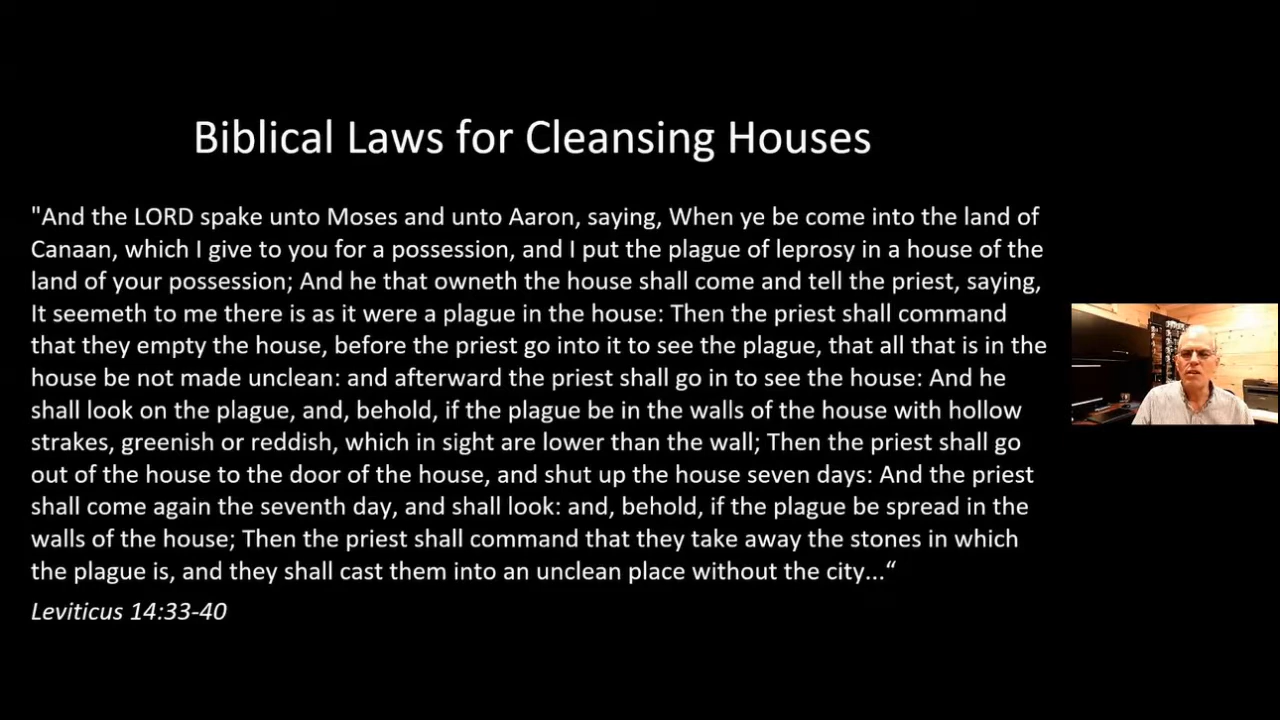 Biblical Laws for Cleansing Houses
"And the LORD spake unto Moses and unto Aaron, saying, When ye be come into the land of
Canaan, which I give to you for a possession, and I put the plague of leprosy in a house of the
land of your possession; And he that owneth the house shall come and tell the priest, saying,
It seemeth to me there is as it were a plague in the house: Then the priest shall command
that they empty the house, before the priest go into it to see the plague, that all that is in the
house be not made unclean: and afterward the priest shall go in to see the house: And he
shall look on the plague, and, behold, if the plague be in the walls of the house with hollow
strakes, greenish or reddish, which in sight are lower than the wall; Then the priest shall go
out of the house to the door of the house, and shut up the house seven days: And the priest
shall come again the seventh day, and shall look: and, behold, if the plague be spread in the
walls of the house; Then the priest shall command that they take away the stones in which
the plague is, and they shall cast them into an unclean place without the city...“
Leviticus 14:33-40